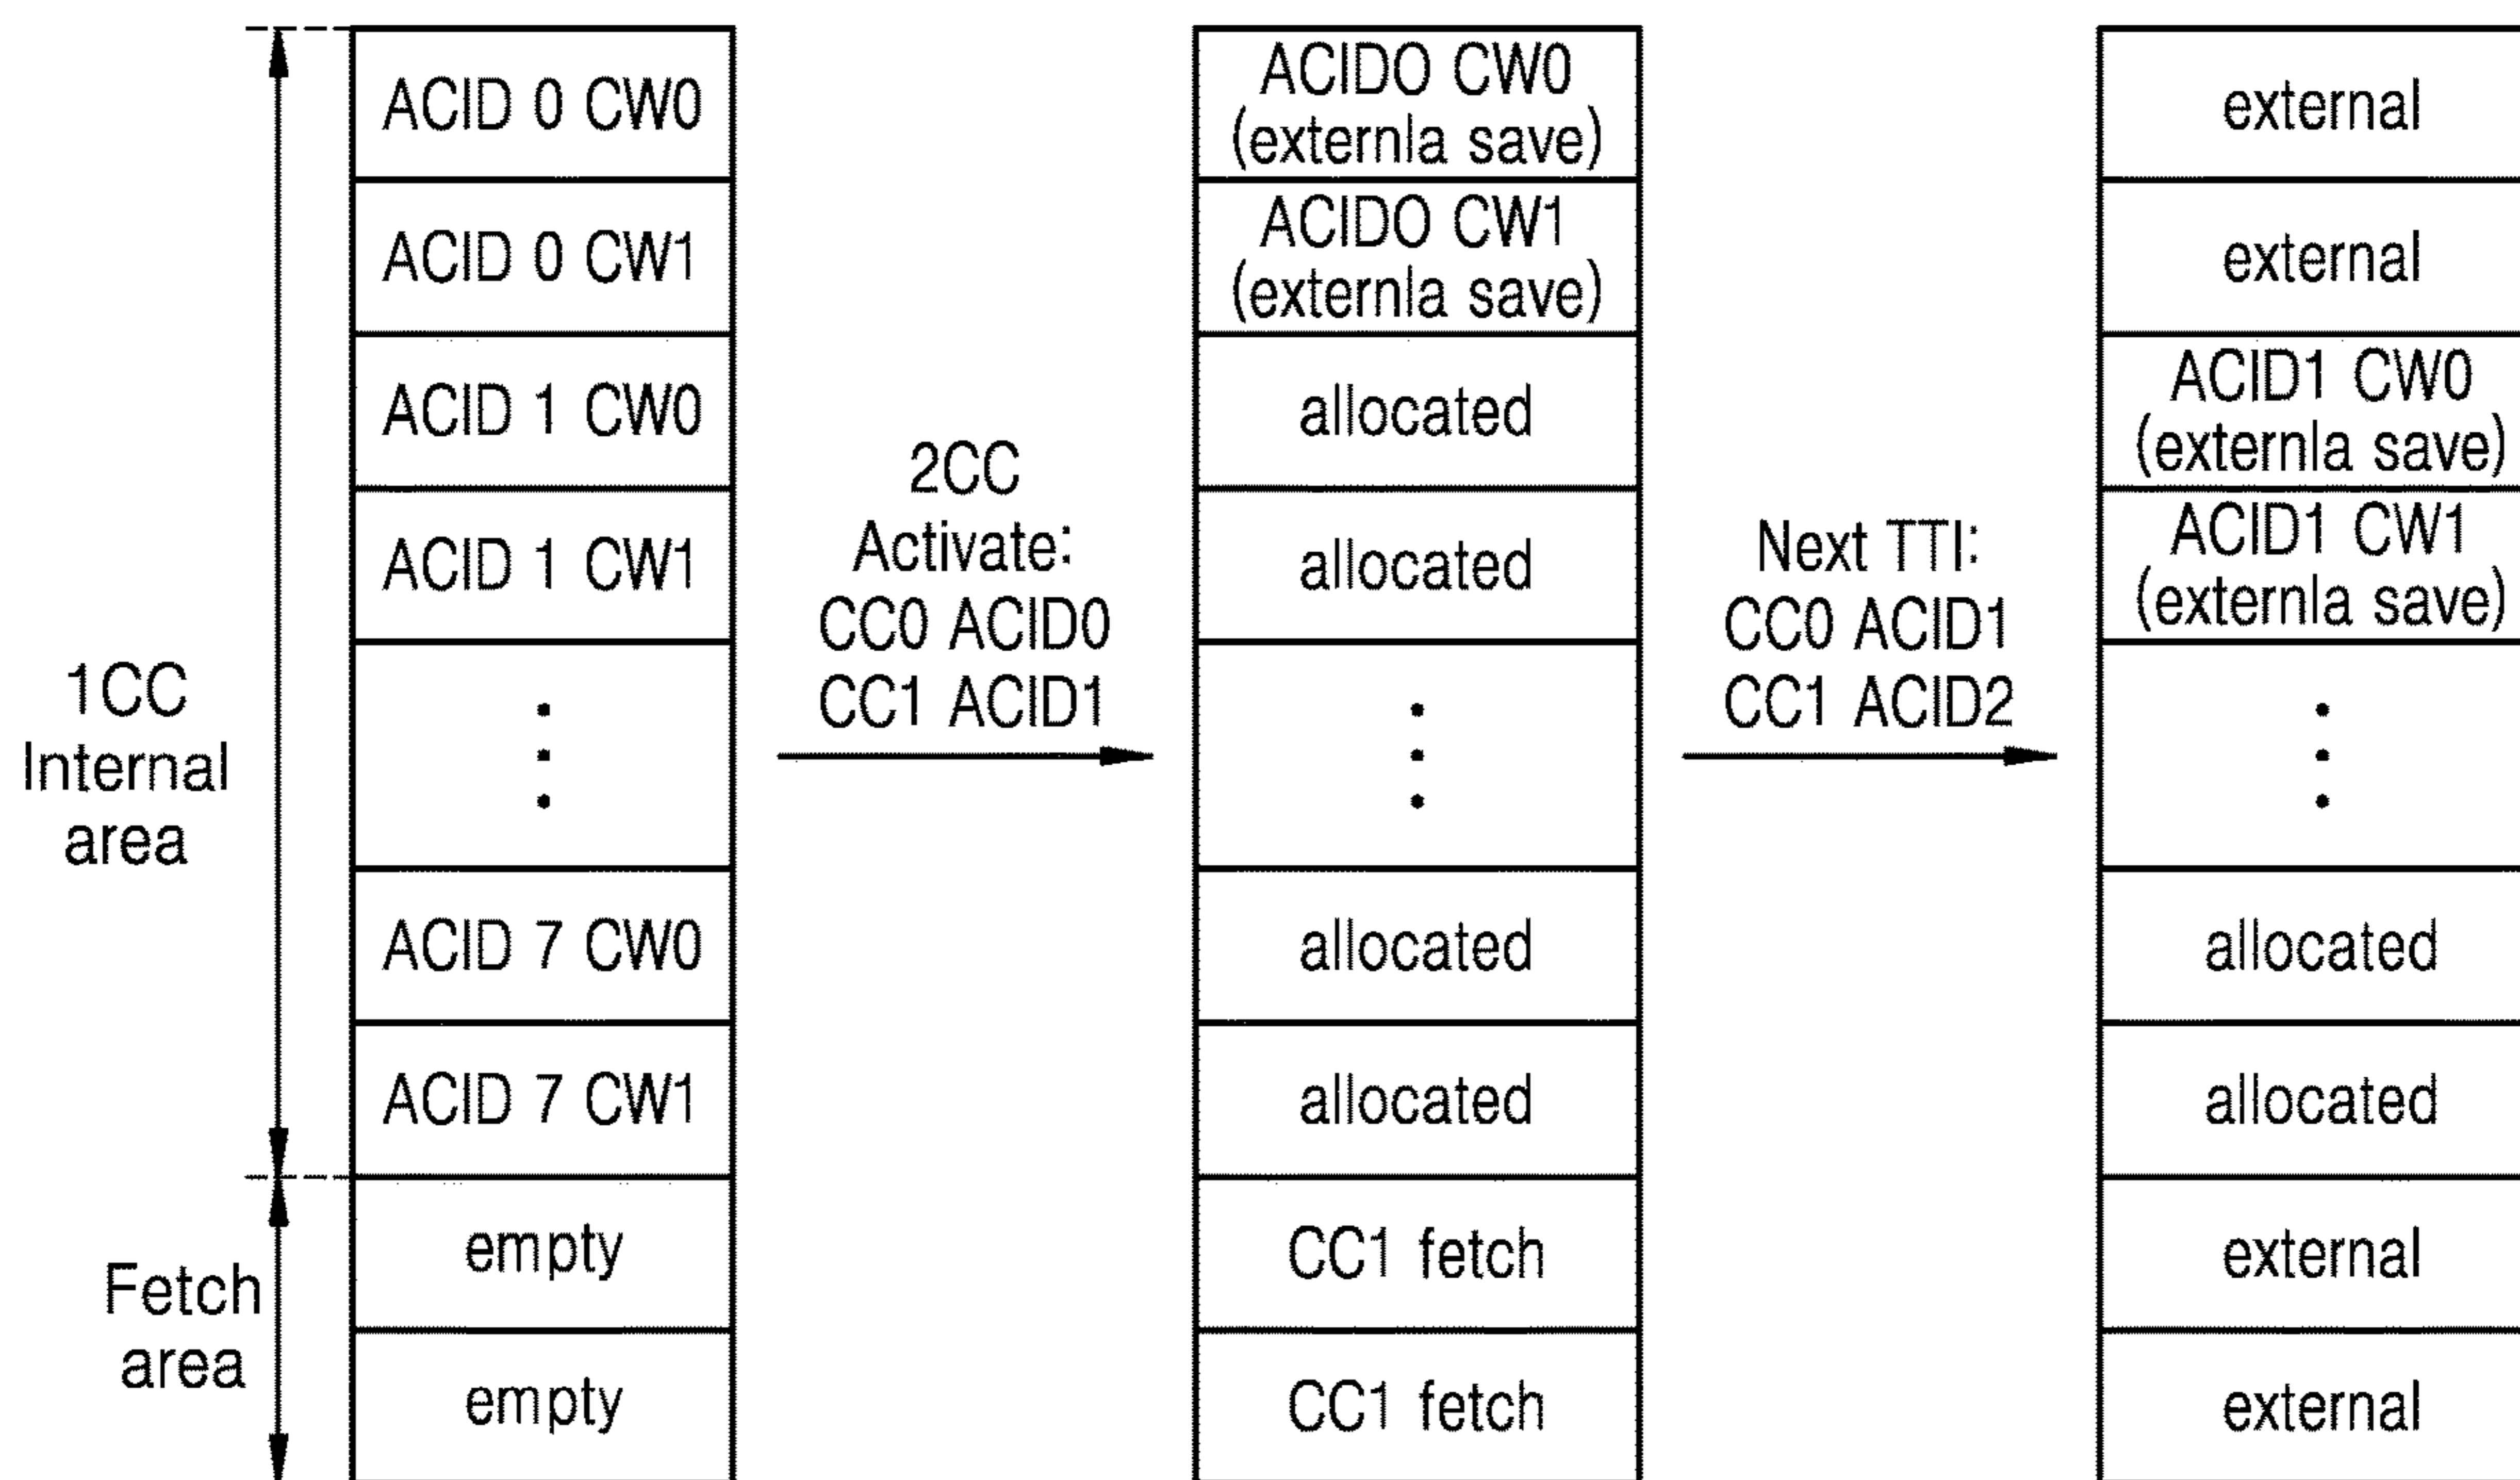 1CC
Internal
area
Fetch
area
ACID 0 CW0
ACID 0 CW1
ACID 1 CW0
ACID 1 CW1
ACID 7 CW0
ACID 7 CW1
empty
empty
2CC
Activate:
CC0 ACID0
CC1 ACID1
ACIDO CW0
(externla save)
ACIDO CW1
(externla save)
allocated
allocated
allocated
allocated
CC1 fetch
CC1 fetch
Next TTI:
CC0 ACID1
CC1 ACID2
external
external
ACID1 CW0
(externla save)
ACID1 CW1
(externla save)
allocated
allocated
external
external